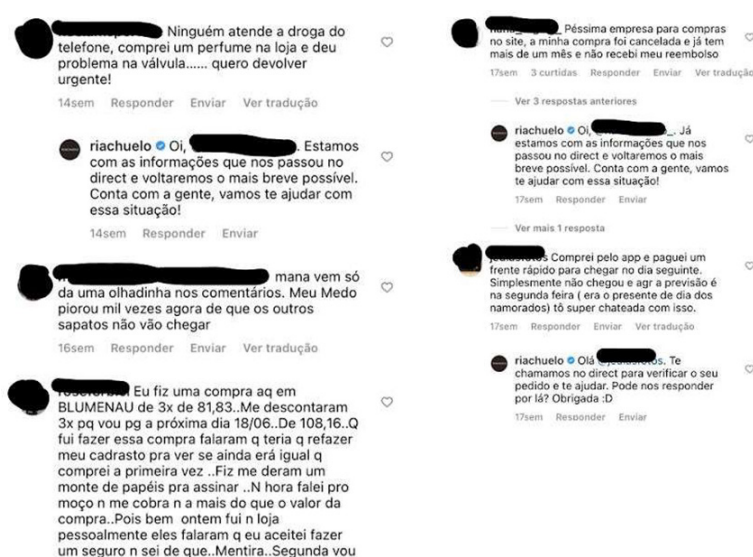 Ninguém atende a droga do
telefone, comprei um perfume na loja e deu
problema na válvula...... quero devolver
urgente!
14sem Responder Enviar Ver tradução
riachuelo Oi, . Estamos
com as informações que nos passou no
direct e voltaremos o mais breve possível.
Conta com a gente, vamos te ajudar com
essa situação!
14sem Responder Enviar
mana vem só
da uma olhadinha nos comentários. Meu Medo
piorou mil vezes agora de que os outros
sapatos não vão chegar
16sem Responder Enviar Ver tradução
Eu fiz uma compra aq em
BLUMENAU de 3x de 81,83..Me descontaram
3x pq vou pg a próxima dia 18/06..De 108,16..Q
fui fazer essa compra falaram q teria q refazer
meu cadrasto pra ver se ainda erá igual q
comprei a primeira vez ..Fiz me deram um
monte de papéis pra assinar ..N hora falei pro
moço n me cobra n a mais do que o valor da
compra..Pois bem ontem fui n loja
pessoalmente eles falaram q eu aceitei fazer
um seguro n sei de que..Mentira..Segunda vou
Péssima empresa para compras
no site, a minha compra foi cancelada e já tem
mais de um mês e não recebi meu reembolso
17sem 3 curtidas Responder Enviar Ver tradução
Ver 3 respostas anteriores
riachuelo Oi, . Já
estamos com as informações que nos
passou no direct e voltaremos o mais
breve possível. Conta com a gente, vamos
te ajudar com essa situação!
17sem Responder Enviar
Ver mais 1 resposta
Comprei pelo app e paguei um
frente rápido para chegar no dia seguinte.
Simplesmente não chegou e agr a previsão é
na segunda feira ( era o presente de dia dos
namorados) tô super chateada com isso.
17sem Responder Enviar Ver tradução
riachuelo Olá . Te
chamamos no direct para verificar o seu
pedido e te ajudar. Pode nos responder
por lá? Obrigada :D
17sem Responder Enviar